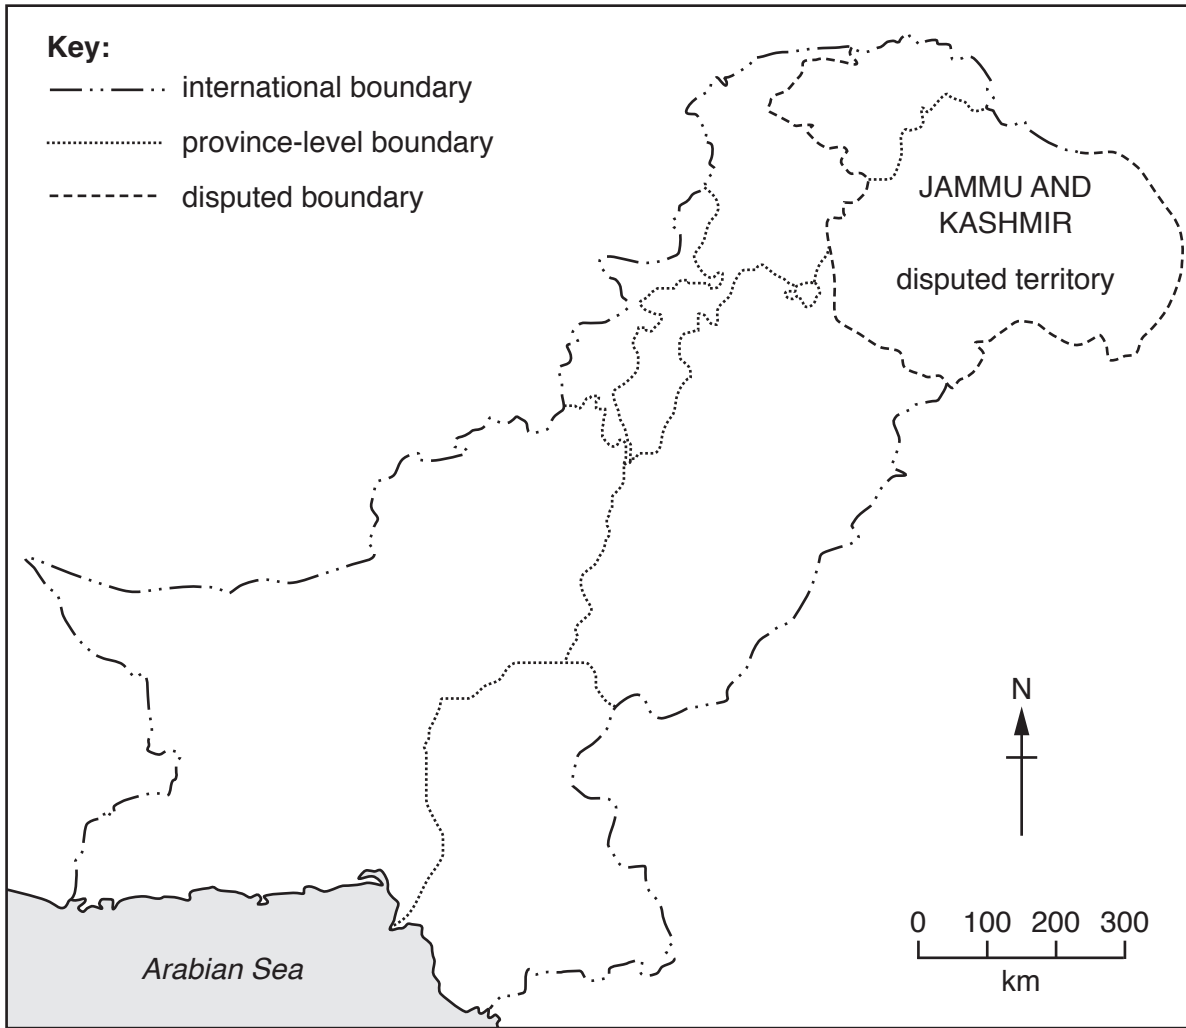 Key:
international boundary
province-level boundary
disputed boundary
JAMMU AND
KASHMIR
disputed territory
N
0 100 200 300
km
Arabian Sea